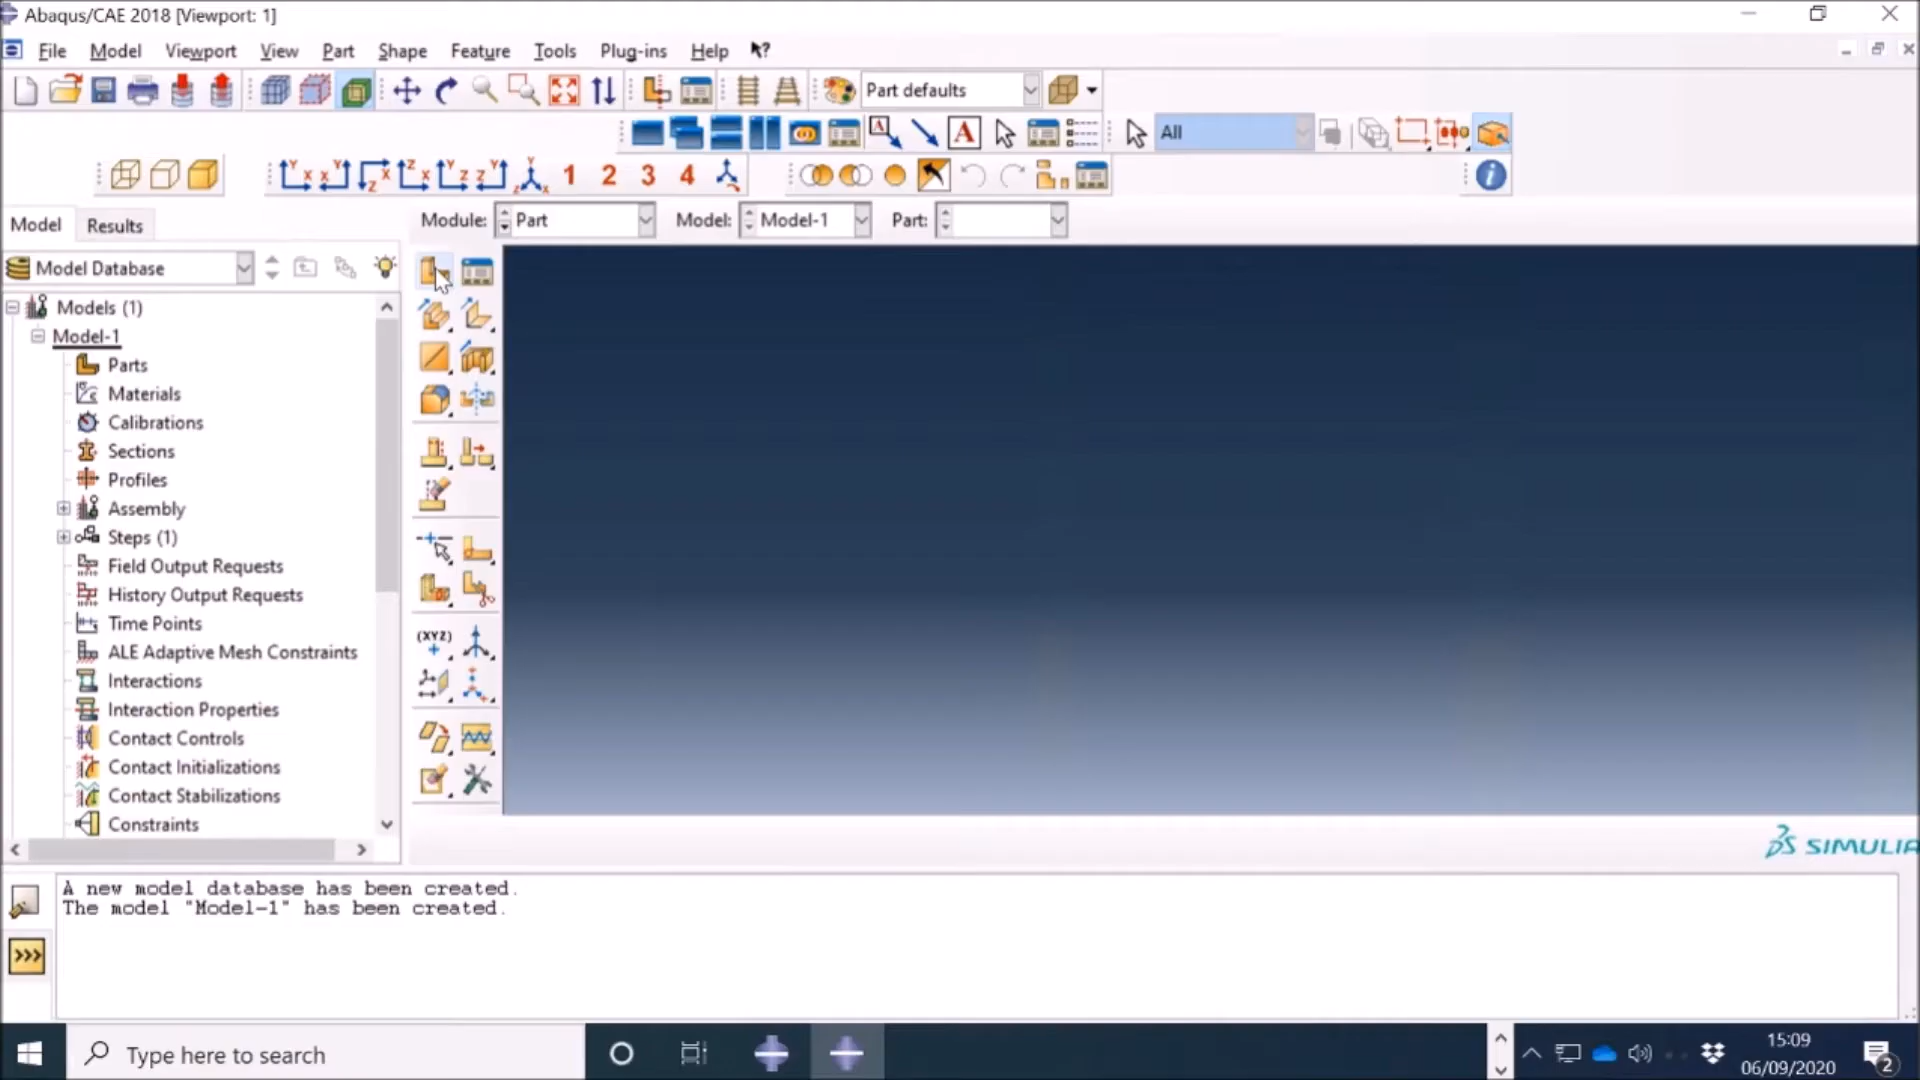 Abaqus/CAE 2018 [Viewport: 1]
File Model Viewport View Part Shape Feature Tools Plug-ins Help
Part defaults
A A All
1 2 3 4
Model Results
Module: Part Model: Model-1 Part:
Model Database
Models (1)
Model-1
Parts
Materials
Calibrations
Sections
Profiles
Assembly
Steps (1)
Field Output Requests
History Output Requests
Time Points
ALE Adaptive Mesh Constraints
Interactions
Interaction Properties
Contact Controls
Contact Initializations
Contact Stabilizations
Constraints
(XYZ)
SIMULIA
A new model database has been created.
The model "Model-1" has been created.
>>>
Type here to search
15:09
06/09/2020
2